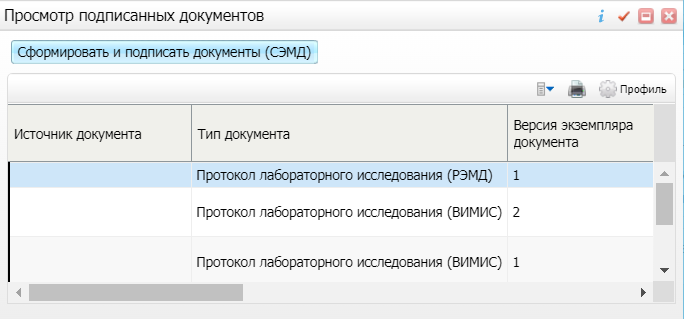 Просмотр подписанных документов
Сформировать и подписать документы (СЭМД)
Профиль
Источник документа
Тип документа
Версия экземпляра
документа
Протокол лабораторного исследования (РЭМД)
1
Протокол лабораторного исследования (ВИМИС)
2
Протокол лабораторного исследования (ВИМИС)
1